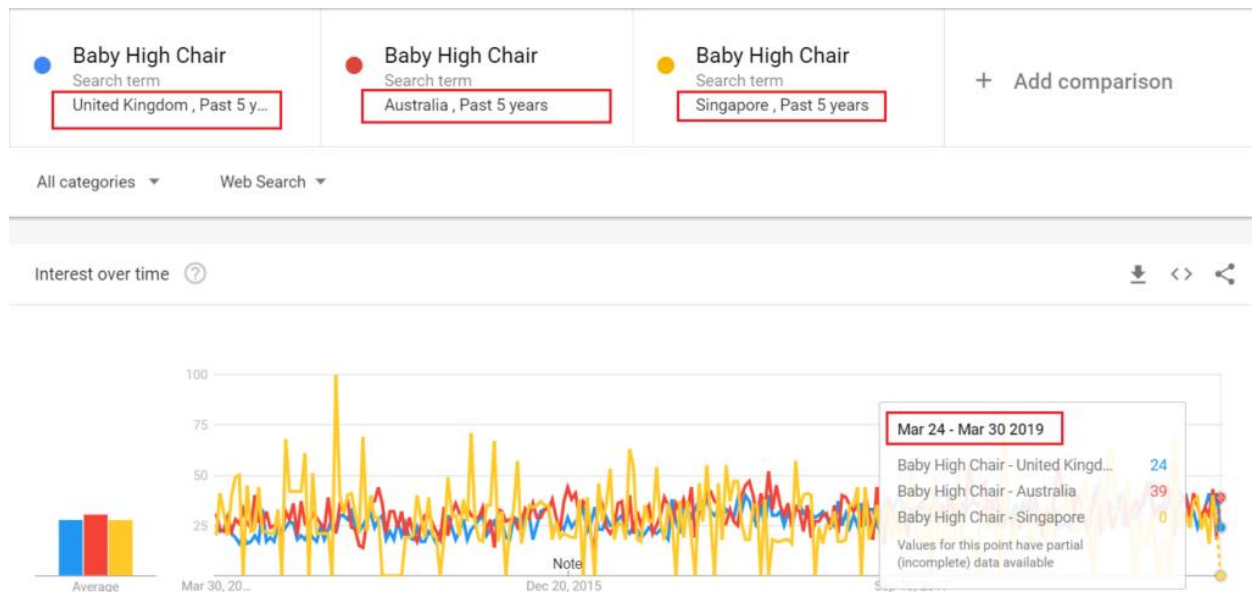 Baby High Chair
Search term
United Kingdom , Past 5 y...
Baby High Chair
Search term
Australia , Past 5 years
Baby High Chair
Search term
Singapore , Past 5 years
+ Add comparison
All categories
Web Search
Interest over time
100
75
50
25
Average
Note
Mar 30, 20...
Dec 20, 2015
Mar 24 - Mar 30 2019
Baby High Chair - United Kingd... 24
Baby High Chair - Australia 39
Baby High Chair - Singapore 0
Values for this point have partial
(incomplete) data available